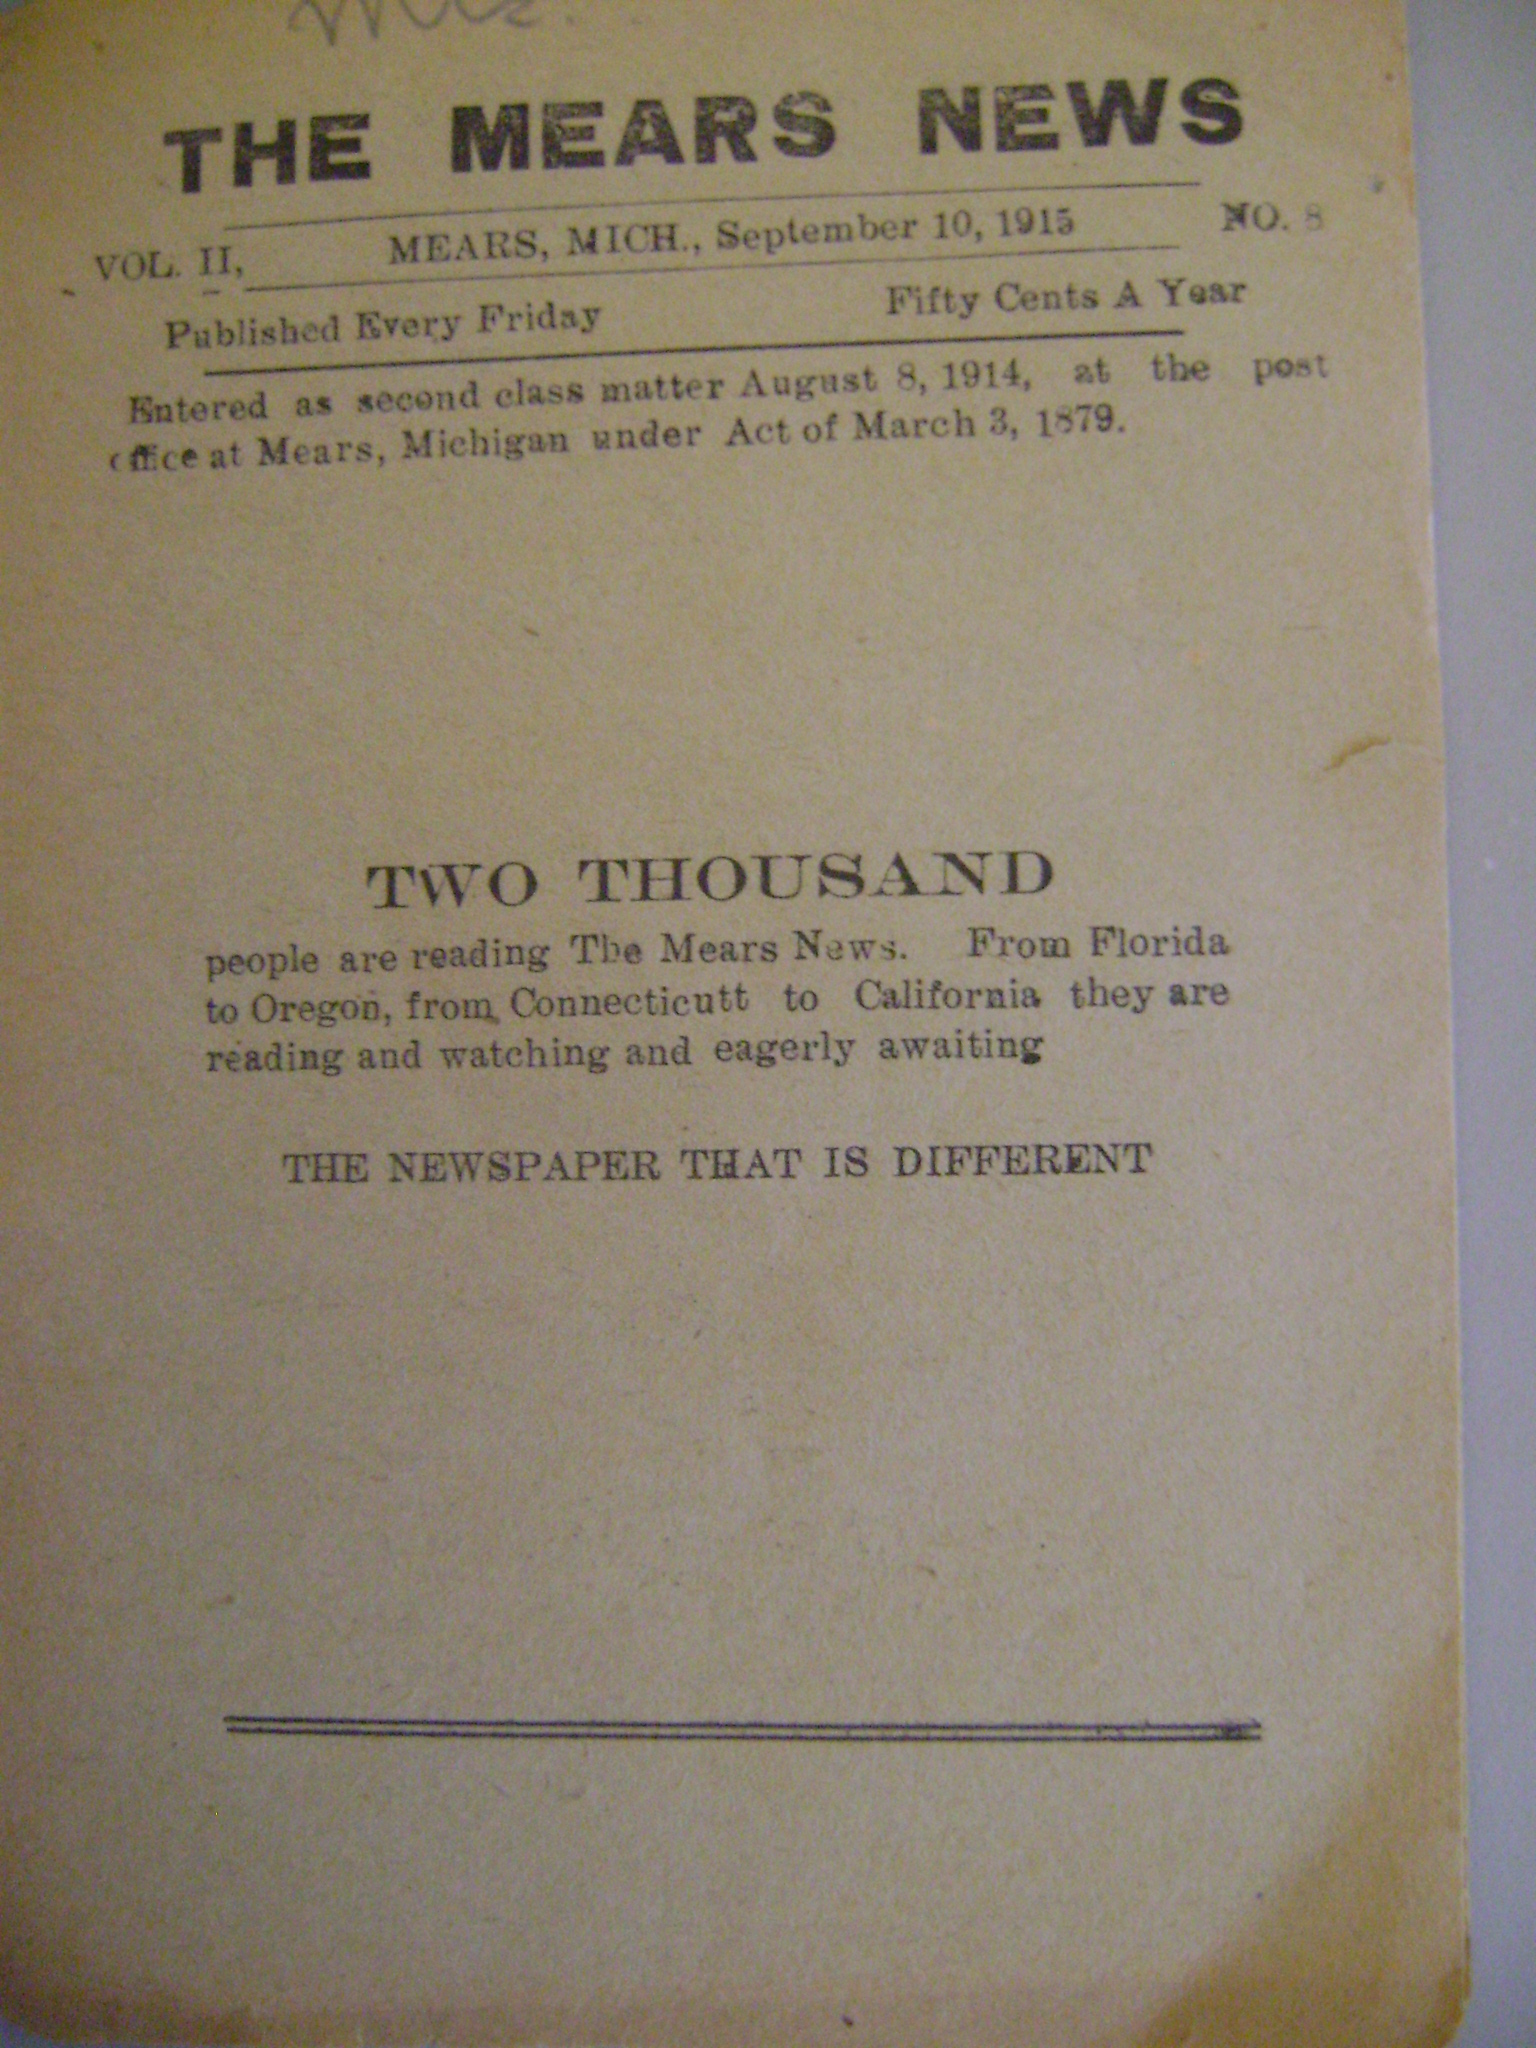 THE MEARS NEWS
VOL. II, MEARS, MICH., September 10, 1915 NO. 8
Published Every Friday Fifty Cents A Year
Entered as second class matter August 8, 1914, at the post
office at Mears, Michigan under Act of March 3, 1879.
TWO THOUSAND
people are reading The Mears News. From Florida
to Oregon, from Connecticutt to California they are
reading and watching and eagerly awaiting
THE NEWSPAPER THAT IS DIFFERENT